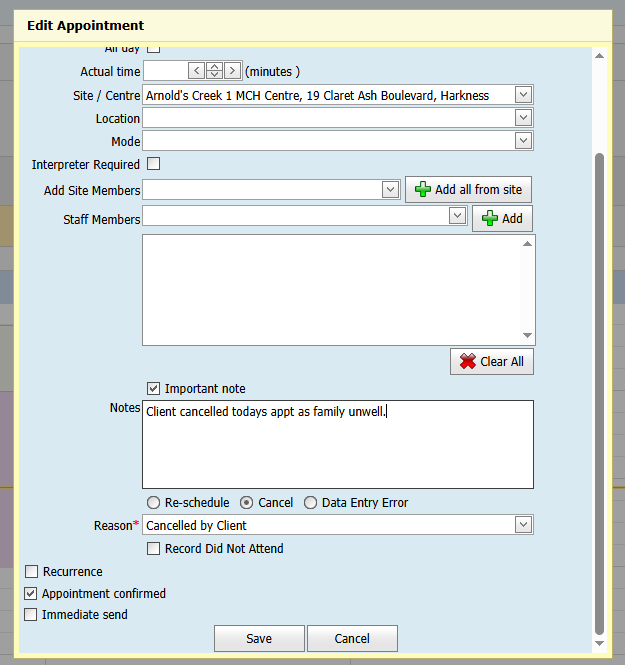 Edit Appointment
All day
Actual time (minutes )
Site / Centre Arnold's Creek 1 MCH Centre, 19 Claret Ash Boulevard, Harkness
Location
Mode
Interpreter Required
Add Site Members Add all from site
Staff Members Add
Clear All
Important note
Notes Client cancelled todays appt as family unwell.
Re-schedule Cancel Data Entry Error
Reason* Cancelled by Client
Record Did Not Attend
Recurrence
Appointment confirmed
Immediate send
Save Cancel